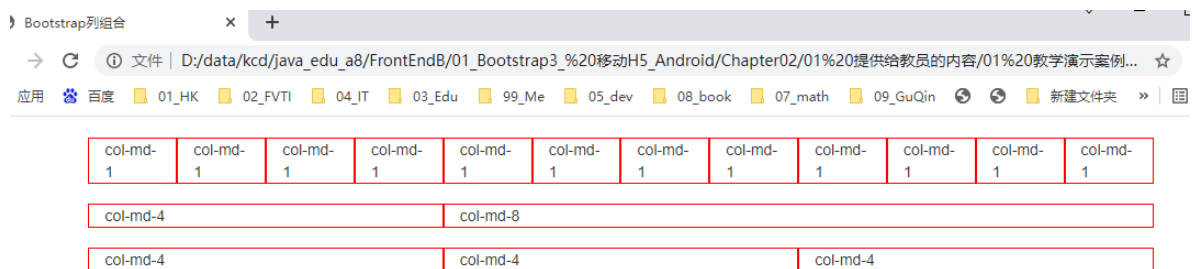 Bootstrap列组合
文件 D:/data/kcd/java_edu_a8/FrontEndB/01_Bootstrap3_%20移动H5_Android/Chapter02/01%20提供给教员的内容/01%20教学演示案例...
应用 百度 01_HK 02_FVTI 04_IT 03_Edu 99_Me 05_dev 08_book 07_math 09_GuQin 新建文件夹 »
col-md- col-md- col-md- col-md- col-md- col-md- col-md- col-md- col-md- col-md- col-md- col-md-
1 1 1 1 1 1 1 1 1 1 1 1
col-md-4 col-md-8
col-md-4 col-md-4 col-md-4